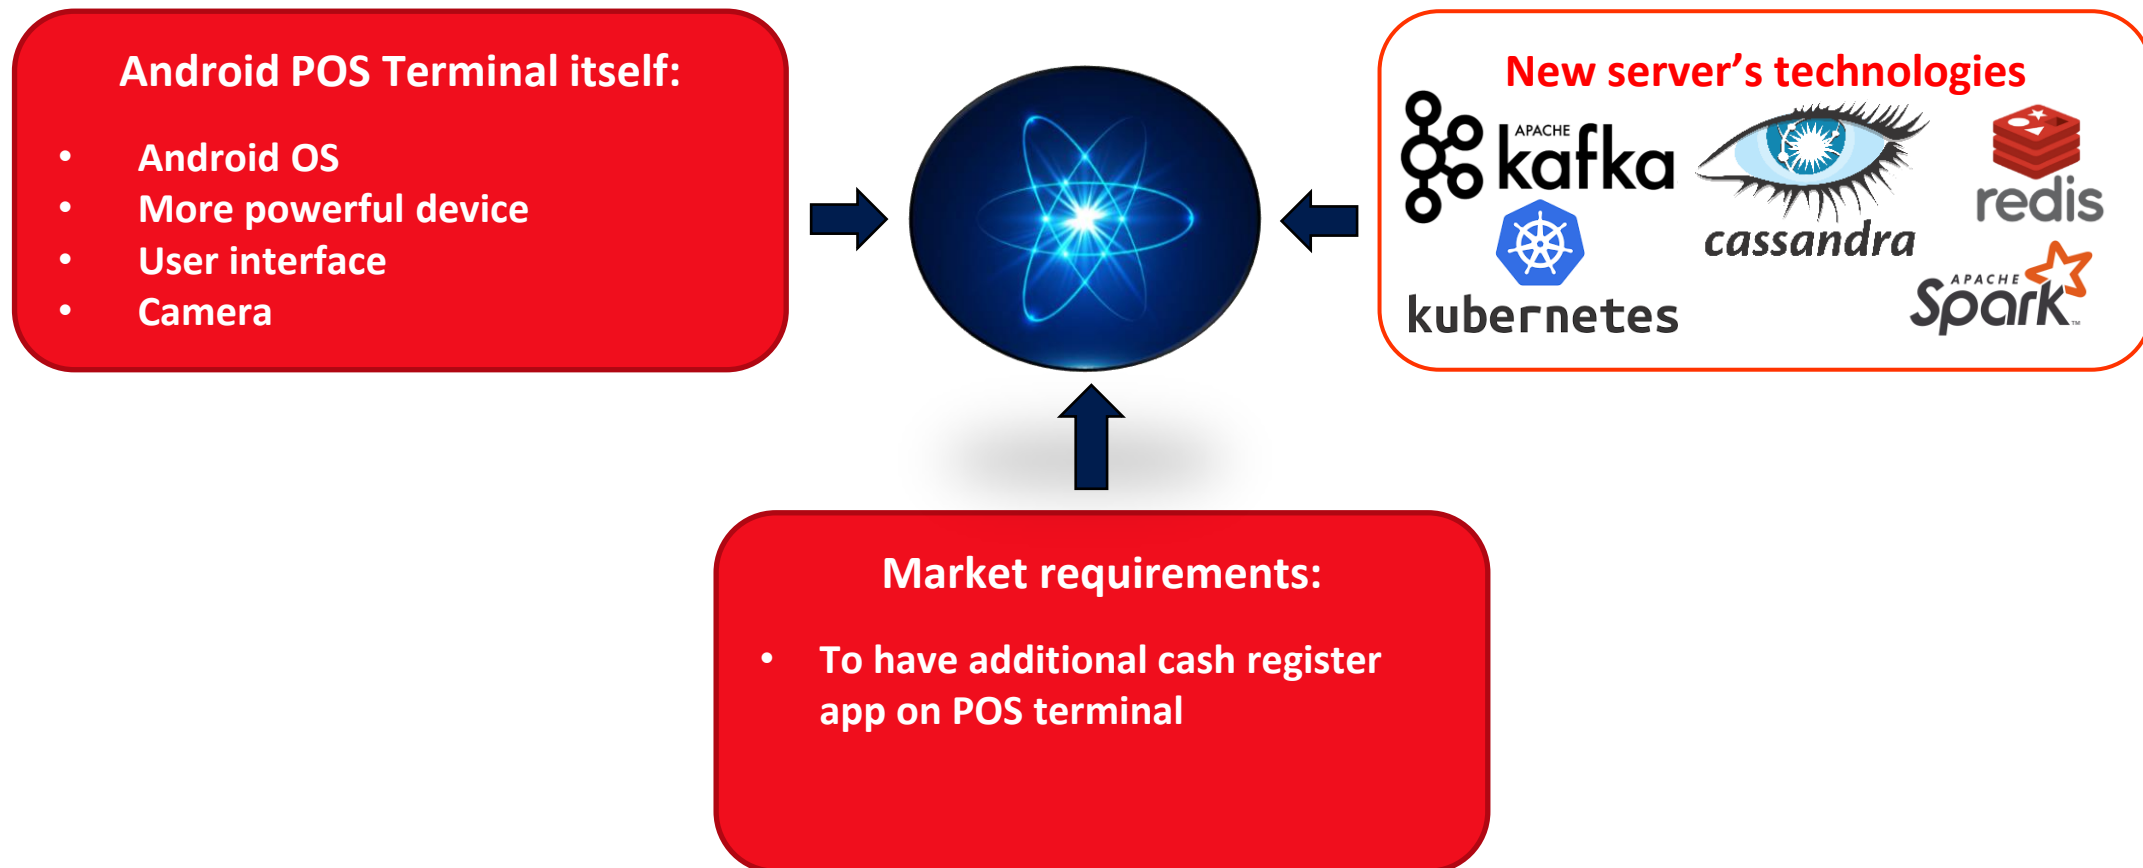 Android POS Terminal itself:
• Android OS
• More powerful device
• User interface
• Camera
New server’s technologies
APACHE
kafka
cassandra
redis
kubernetes
APACHE
Spark™
Market requirements:
• To have additional cash register
app on POS terminal